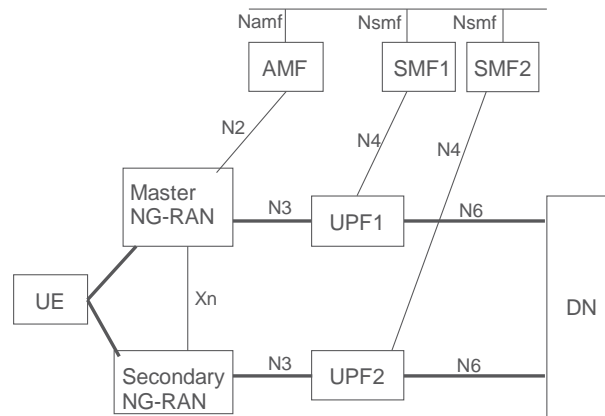 Namf
Nsmf
Nsmf
AMF
SMF1
SMF2
N2
N4
N4
Master
NG-RAN
N3
UPF1
N6
UE
Xn
DN
Secondary
NG-RAN
N3
UPF2
N6